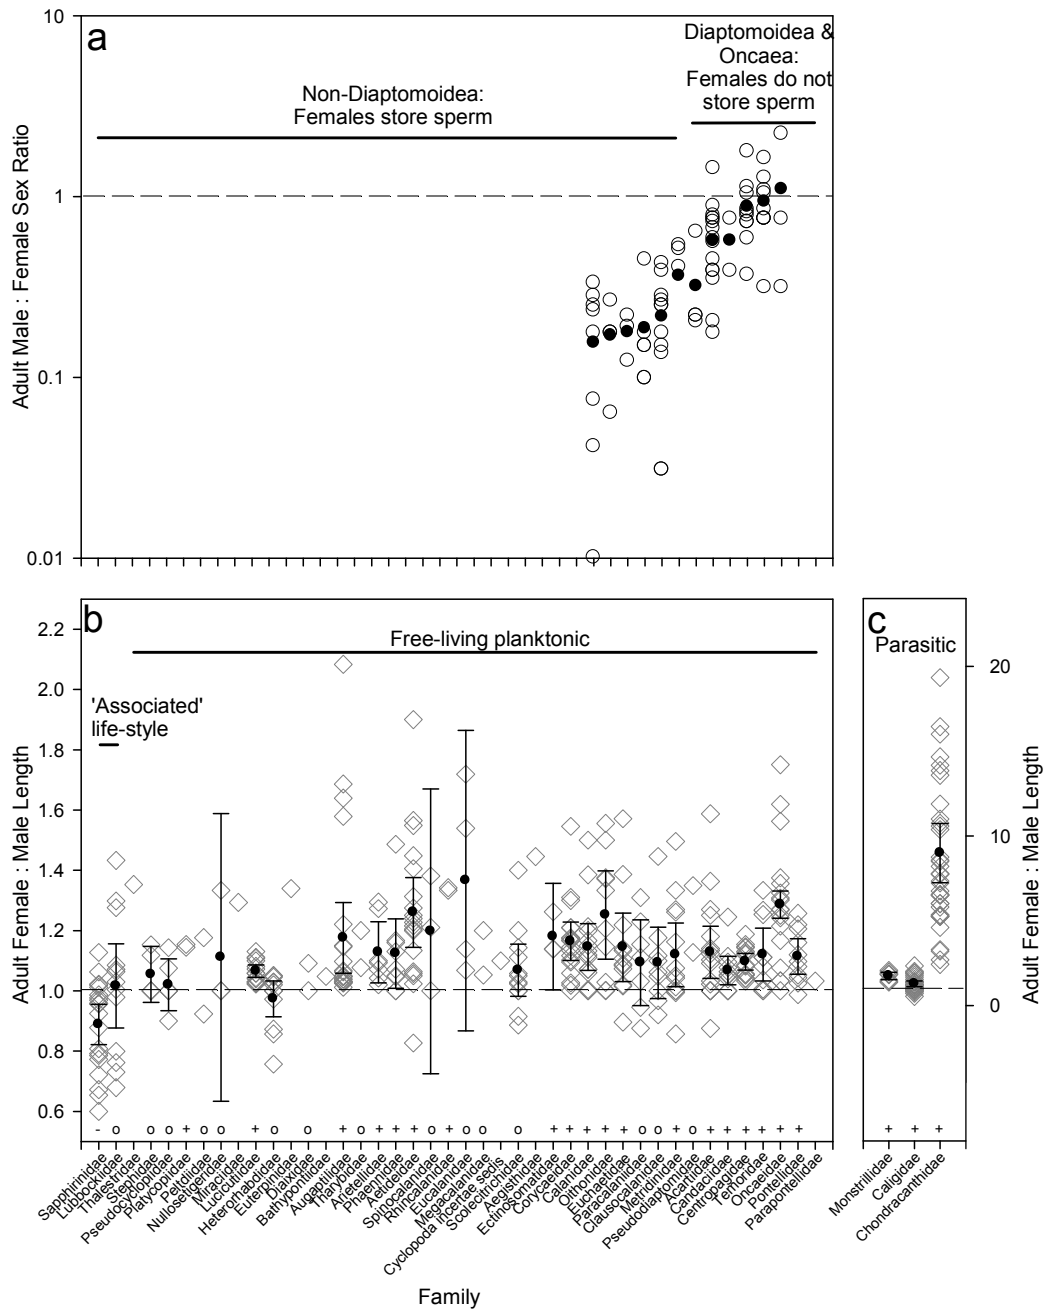 a
10
1
0.1
0.01
Adult Male : Female Sex Ratio
Non-Diaptomoidea:
Females store sperm
Diaptomoidea &
Oncaea:
Females do not
store sperm
b
2.2
2.0
1.8
1.6
1.4
1.2
1.0
0.8
0.6
Adult Female : Male Length
Free-living planktonic
'Associated'
life-style
- o o o + o o + o o + o + + + o + o o o + + + + + o o + o + + + + +
Sapphirinidae
Lubbockiidae
Thalestridae
Stephidae
Pseudocyclopidae
Platycopiidae
Petdiidae
Nullosetigeridae
Miracidae
Lucicutiidae
Heterorhabdidae
Euterpinidae
Diaixidae
Bathypontiidae
Augaptilidae
Tharybidae
Arietellidae
Phaennidae
Aetideidae
Spinocalanidae
Rhincalanidae
Eucalanidae
Megacalanidae
Cyclopoda incertae sedis
Scolecitrichidae
Aegisthidae
Ectinosomatidae
Corycaeidae
Calanidae
Oithonidae
Euchaetidae
Paracalanidae
Clausocalanidae
Metridinidae
Pseudodiaptomidae
Acartiidae
Candaciidae
Centropagidae
Temoridae
Oncaeidae
Pontellidae
Parapontellidae
Family
c
Parasitic
20
10
0
Adult Female : Male Length
+ + +
Monstrillidae
Caligidae
Chondracanthidae